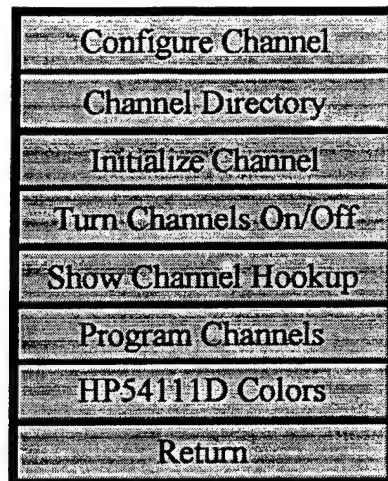 Configure Channel
Channel Directory
Initialize Channel
Turn Channels On/Off
Show Channel Hookup
Program Channels
HP54111D Colors
Return